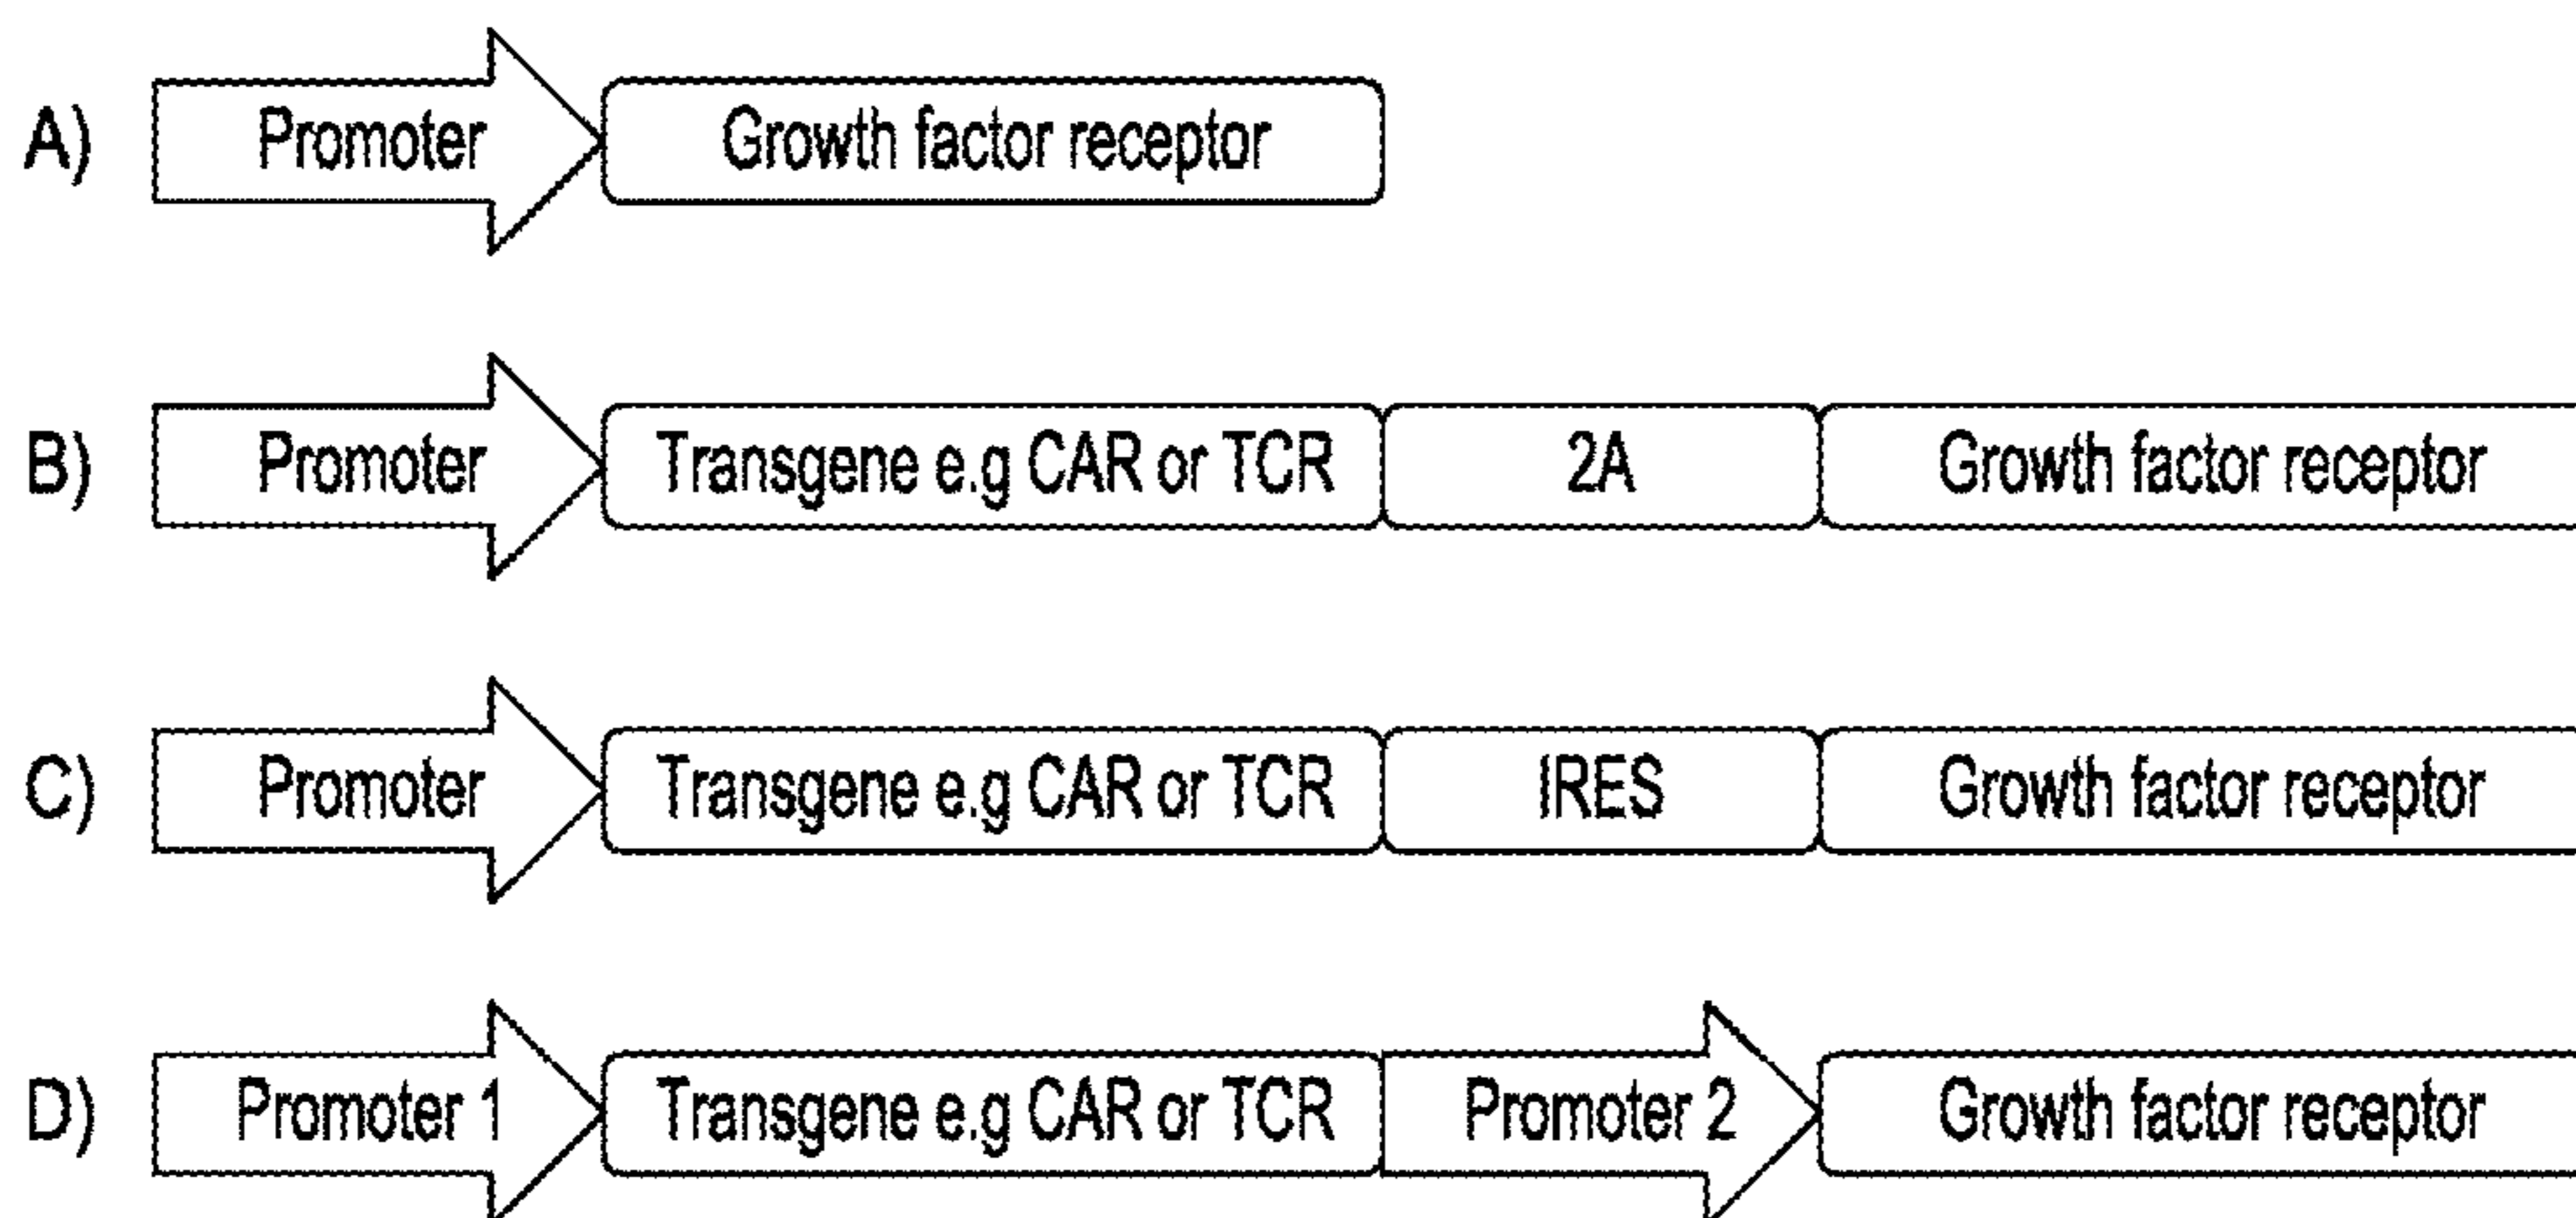 A) Promoter Growth factor receptor
B) Promoter Transgene e.g CAR or TCR 2A Growth factor receptor
C) Promoter Transgene e.g CAR or TCR IRES Growth factor receptor
D) Promoter 1 Transgene e.g CAR or TCR Promoter 2 Growth factor receptor